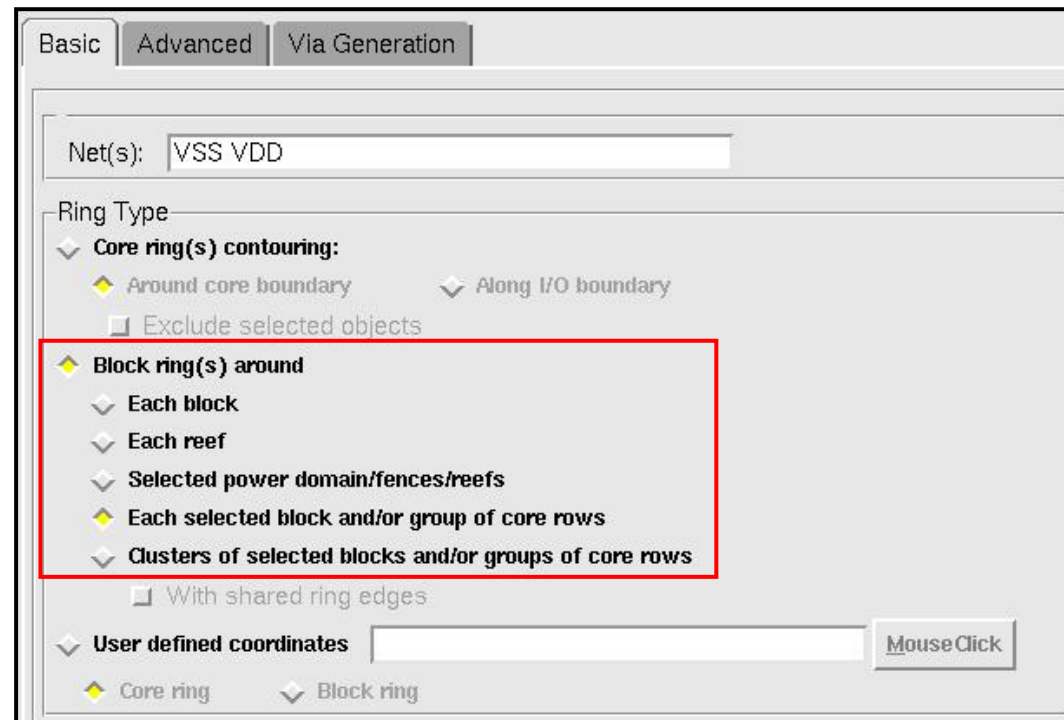 Basic Advanced Via Generation
Net(s): VSS VDD
Ring Type
Core ring(s) contouring:
Around core boundary Along I/O boundary
Exclude selected objects
Block ring(s) around
Each block
Each reef
Selected power domain/fences/reefs
Each selected block and/or group of core rows
Clusters of selected blocks and/or groups of core rows
With shared ring edges
User defined coordinates MouseClick
Core ring Block ring